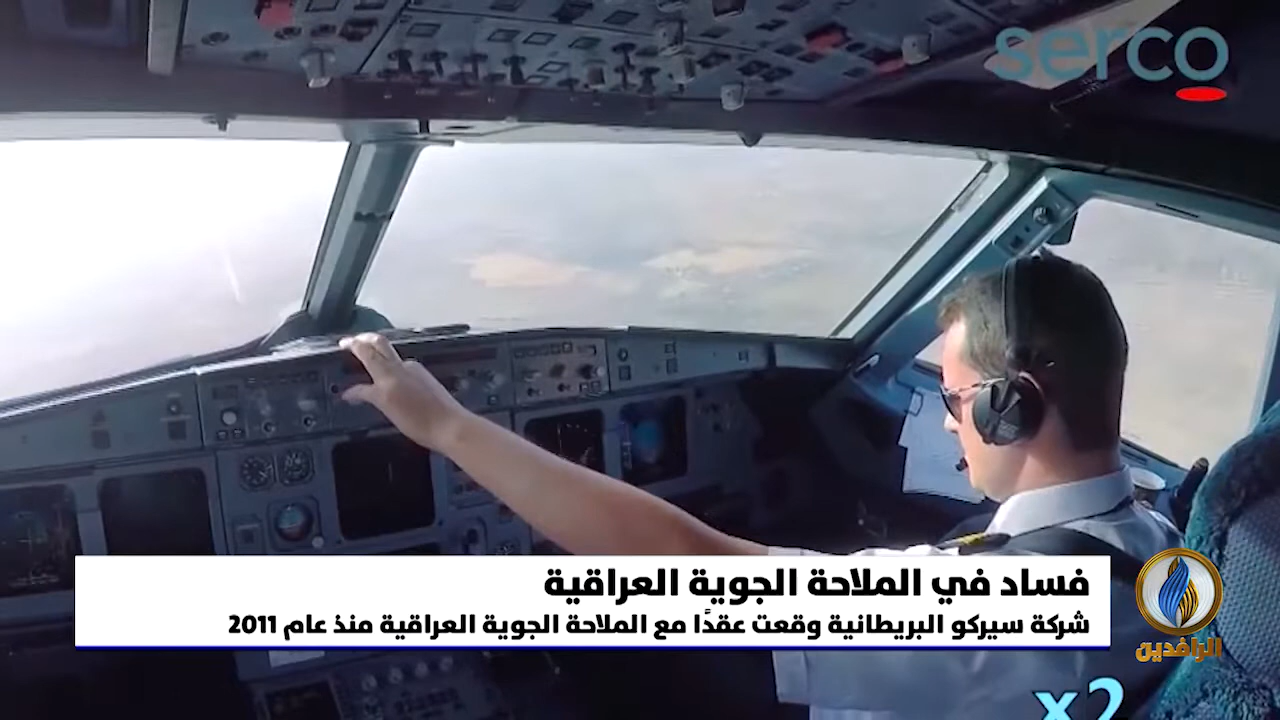 serco
فساد في الملاحة الجوية العراقية
شركة سيركو البريطانية وقعت عقدًا مع الملاحة الجوية العراقية منذ عام 2011
الرافدين
x2